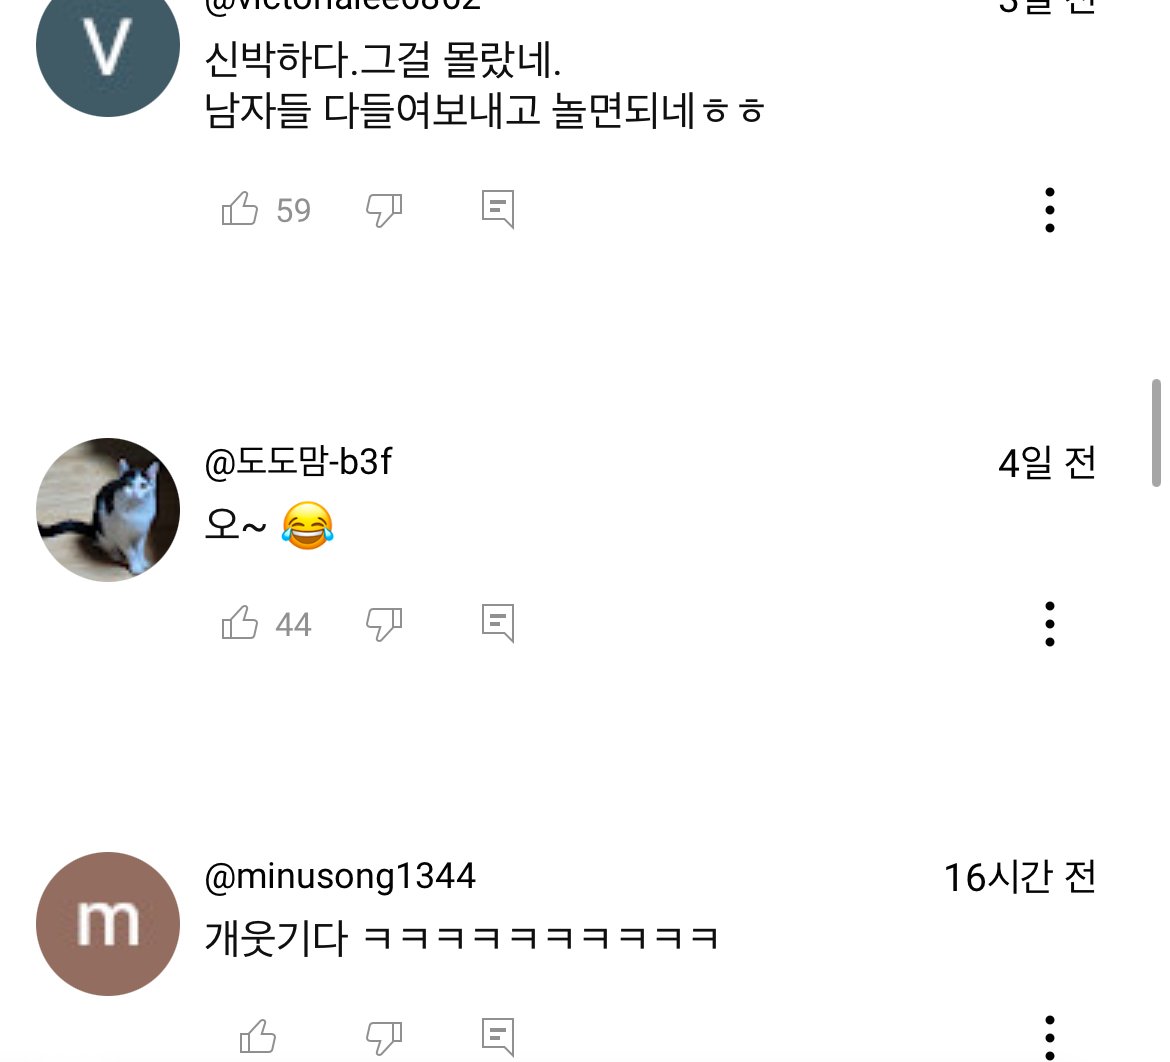 V
신박하다.그걸 몰랐네.
남자들 다들여보내고 놀면되네ㅎㅎ
59
@도도맘-b3f
4일 전
오~ 😂
44
@minusong1344
16시간 전
m
개웃기다 ㅋㅋㅋㅋㅋㅋㅋㅋㅋㅋ